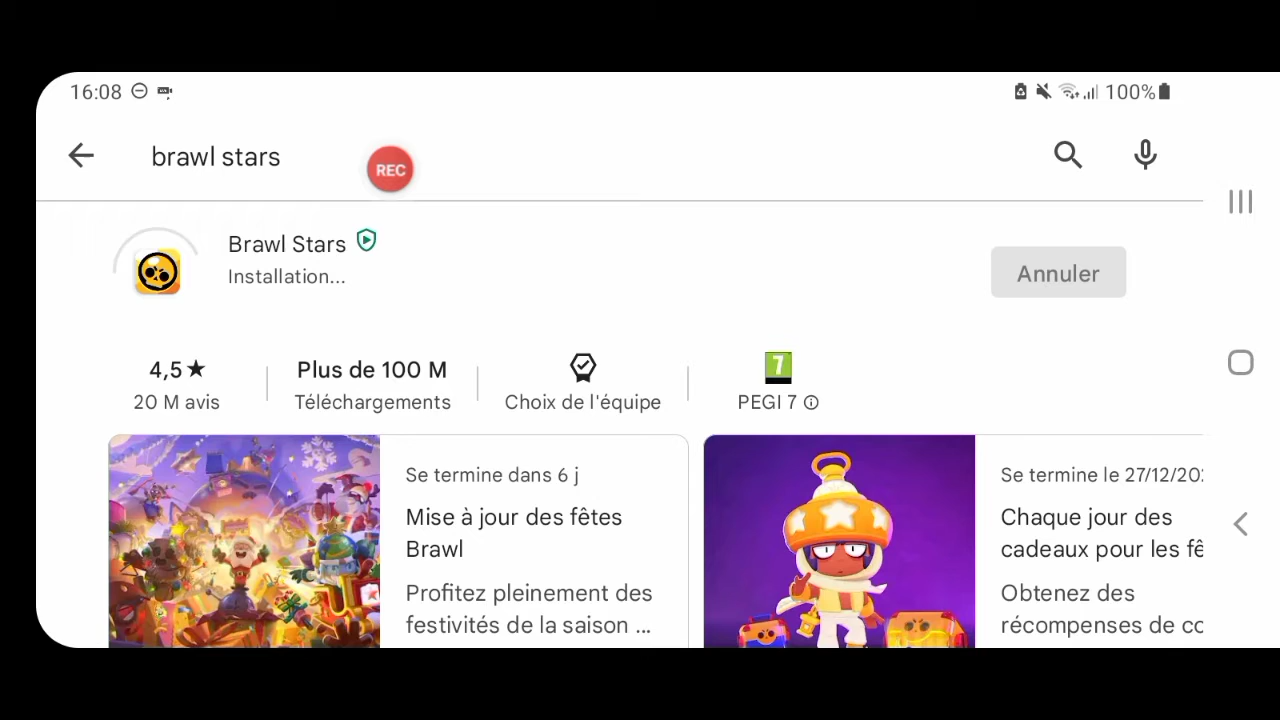 16:08
100%
brawl stars
REC
Brawl Stars
Installation...
Annuler
4,5★
20 M avis
Plus de 100 M
Téléchargements
Choix de l'équipe
7
PEGI 7
Se termine dans 6 j
Mise à jour des fêtes
Brawl
Profitez pleinement des
festivités de la saison ...
Se termine le 27/12/20
Chaque jour des
cadeaux pour les fê
Obtenez des
récompenses de co